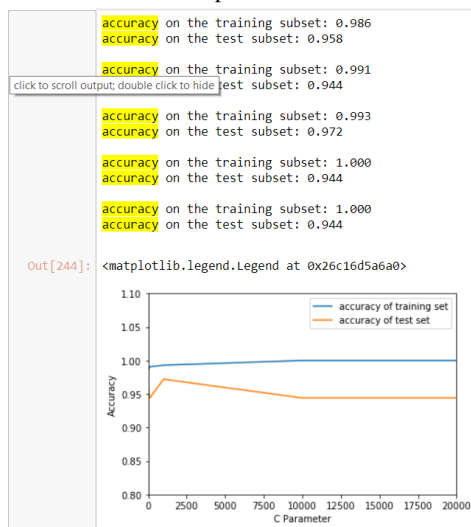 accuracy on the training subset: 0.986
accuracy on the test subset: 0.958
accuracy on the training subset: 0.991
click to scroll output; double click to hide
test subset: 0.944
accuracy on the training subset: 0.993
accuracy on the test subset: 0.972
accuracy on the training subset: 1.000
accuracy on the test subset: 0.944
accuracy on the training subset: 1.000
accuracy on the test subset: 0.944
Out[244]: <matplotlib.legend.Legend at 0x26c16d5a6a0>
1.10
accuracy of training set
accuracy of test set
1.05
1.00
0.95
0.90
0.85
0.80
Accuracy
0 2500 5000 7500 10000 12500 15000 17500 20000
C Parameter